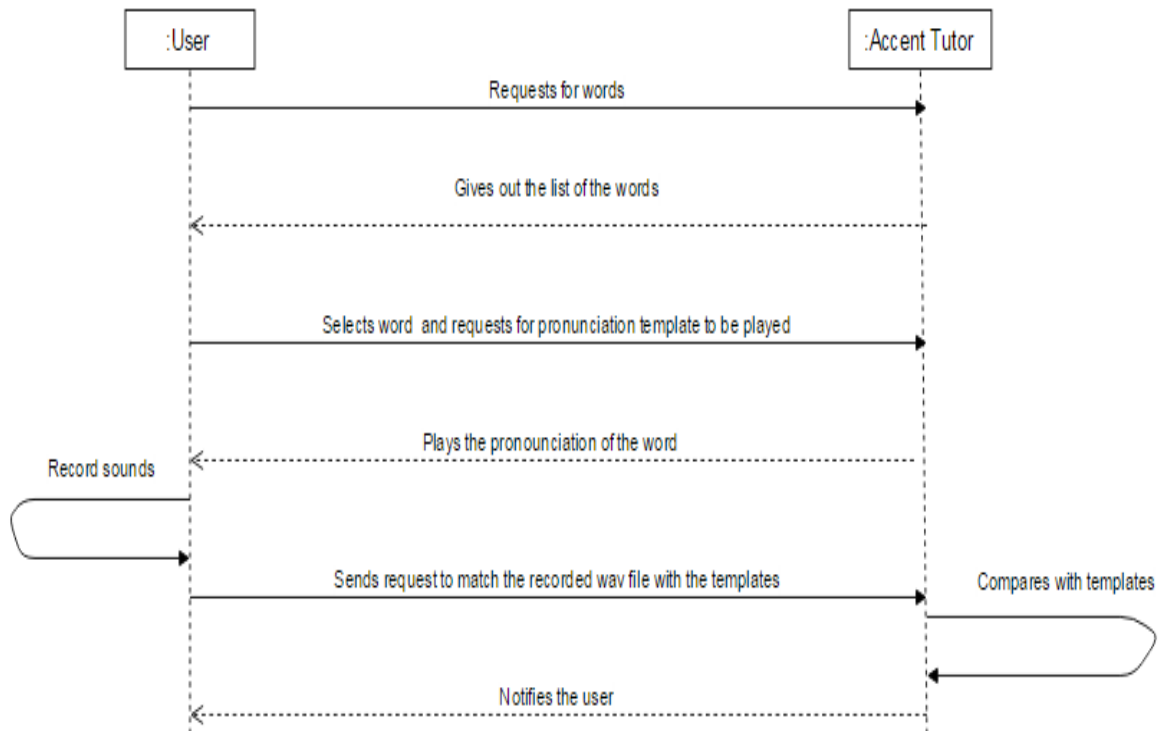 :User
:Accent Tutor
Requests for words
Gives out the list of the words
Selects word and requests for pronunciation template to be played
Plays the pronounciation of the word
Record sounds
Sends request to match the recorded wav file with the templates
Compares with templates
Notifies the user